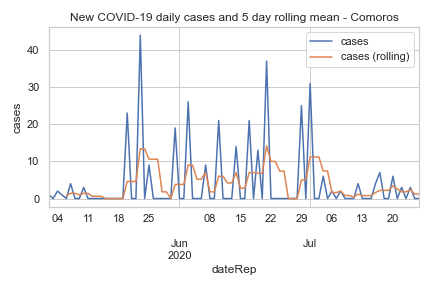 New COVID-19 daily cases and 5 day rolling mean - Comoros
cases
cases (rolling)
cases
40
30
20
10
0
04 11 18 25 08 15 22 29 06 13 20
Jun Jul
2020
dateRep